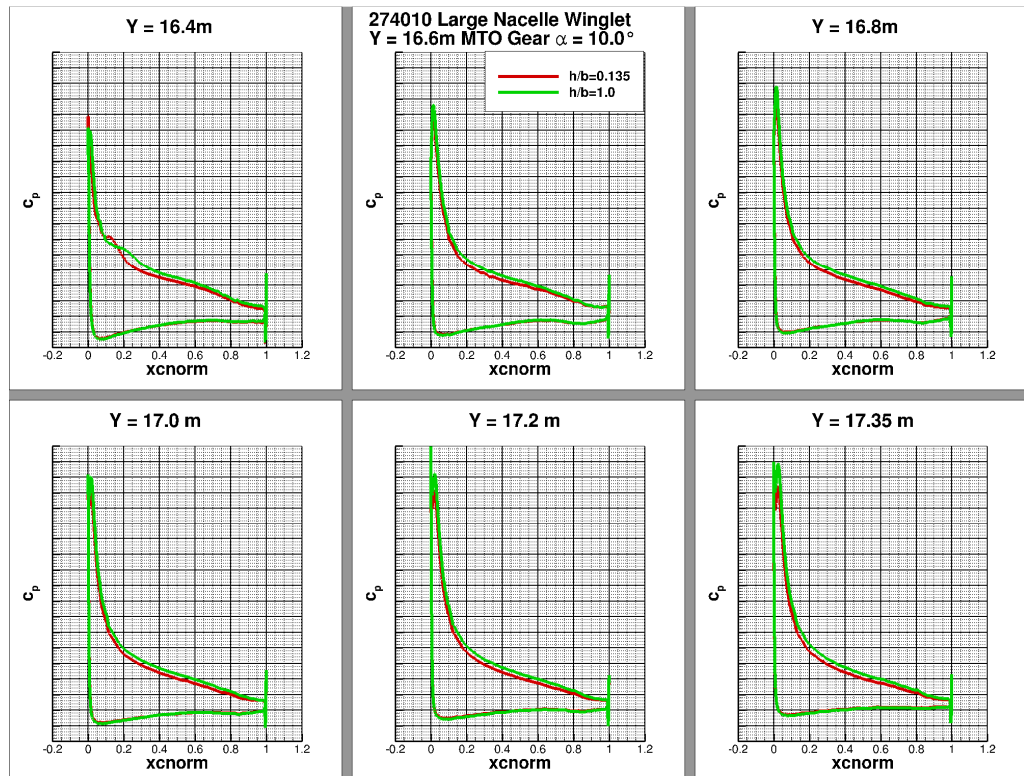 Y = 16.4m
c_p
-0.2 0 0.2 0.4 0.6 0.8 1 1.2
xcnorm
274010 Large Nacelle Winglet
Y = 16.6m MTO Gear α = 10.0°
h/b=0.135
h/b=1.0
c_p
-0.2 0 0.2 0.4 0.6 0.8 1 1.2
xcnorm
Y = 16.8m
c_p
-0.2 0 0.2 0.4 0.6 0.8 1 1.2
xcnorm
Y = 17.0 m
c_p
-0.2 0 0.2 0.4 0.6 0.8 1 1.2
xcnorm
Y = 17.2 m
c_p
-0.2 0 0.2 0.4 0.6 0.8 1 1.2
xcnorm
Y = 17.35 m
c_p
-0.2 0 0.2 0.4 0.6 0.8 1 1.2
xcnorm